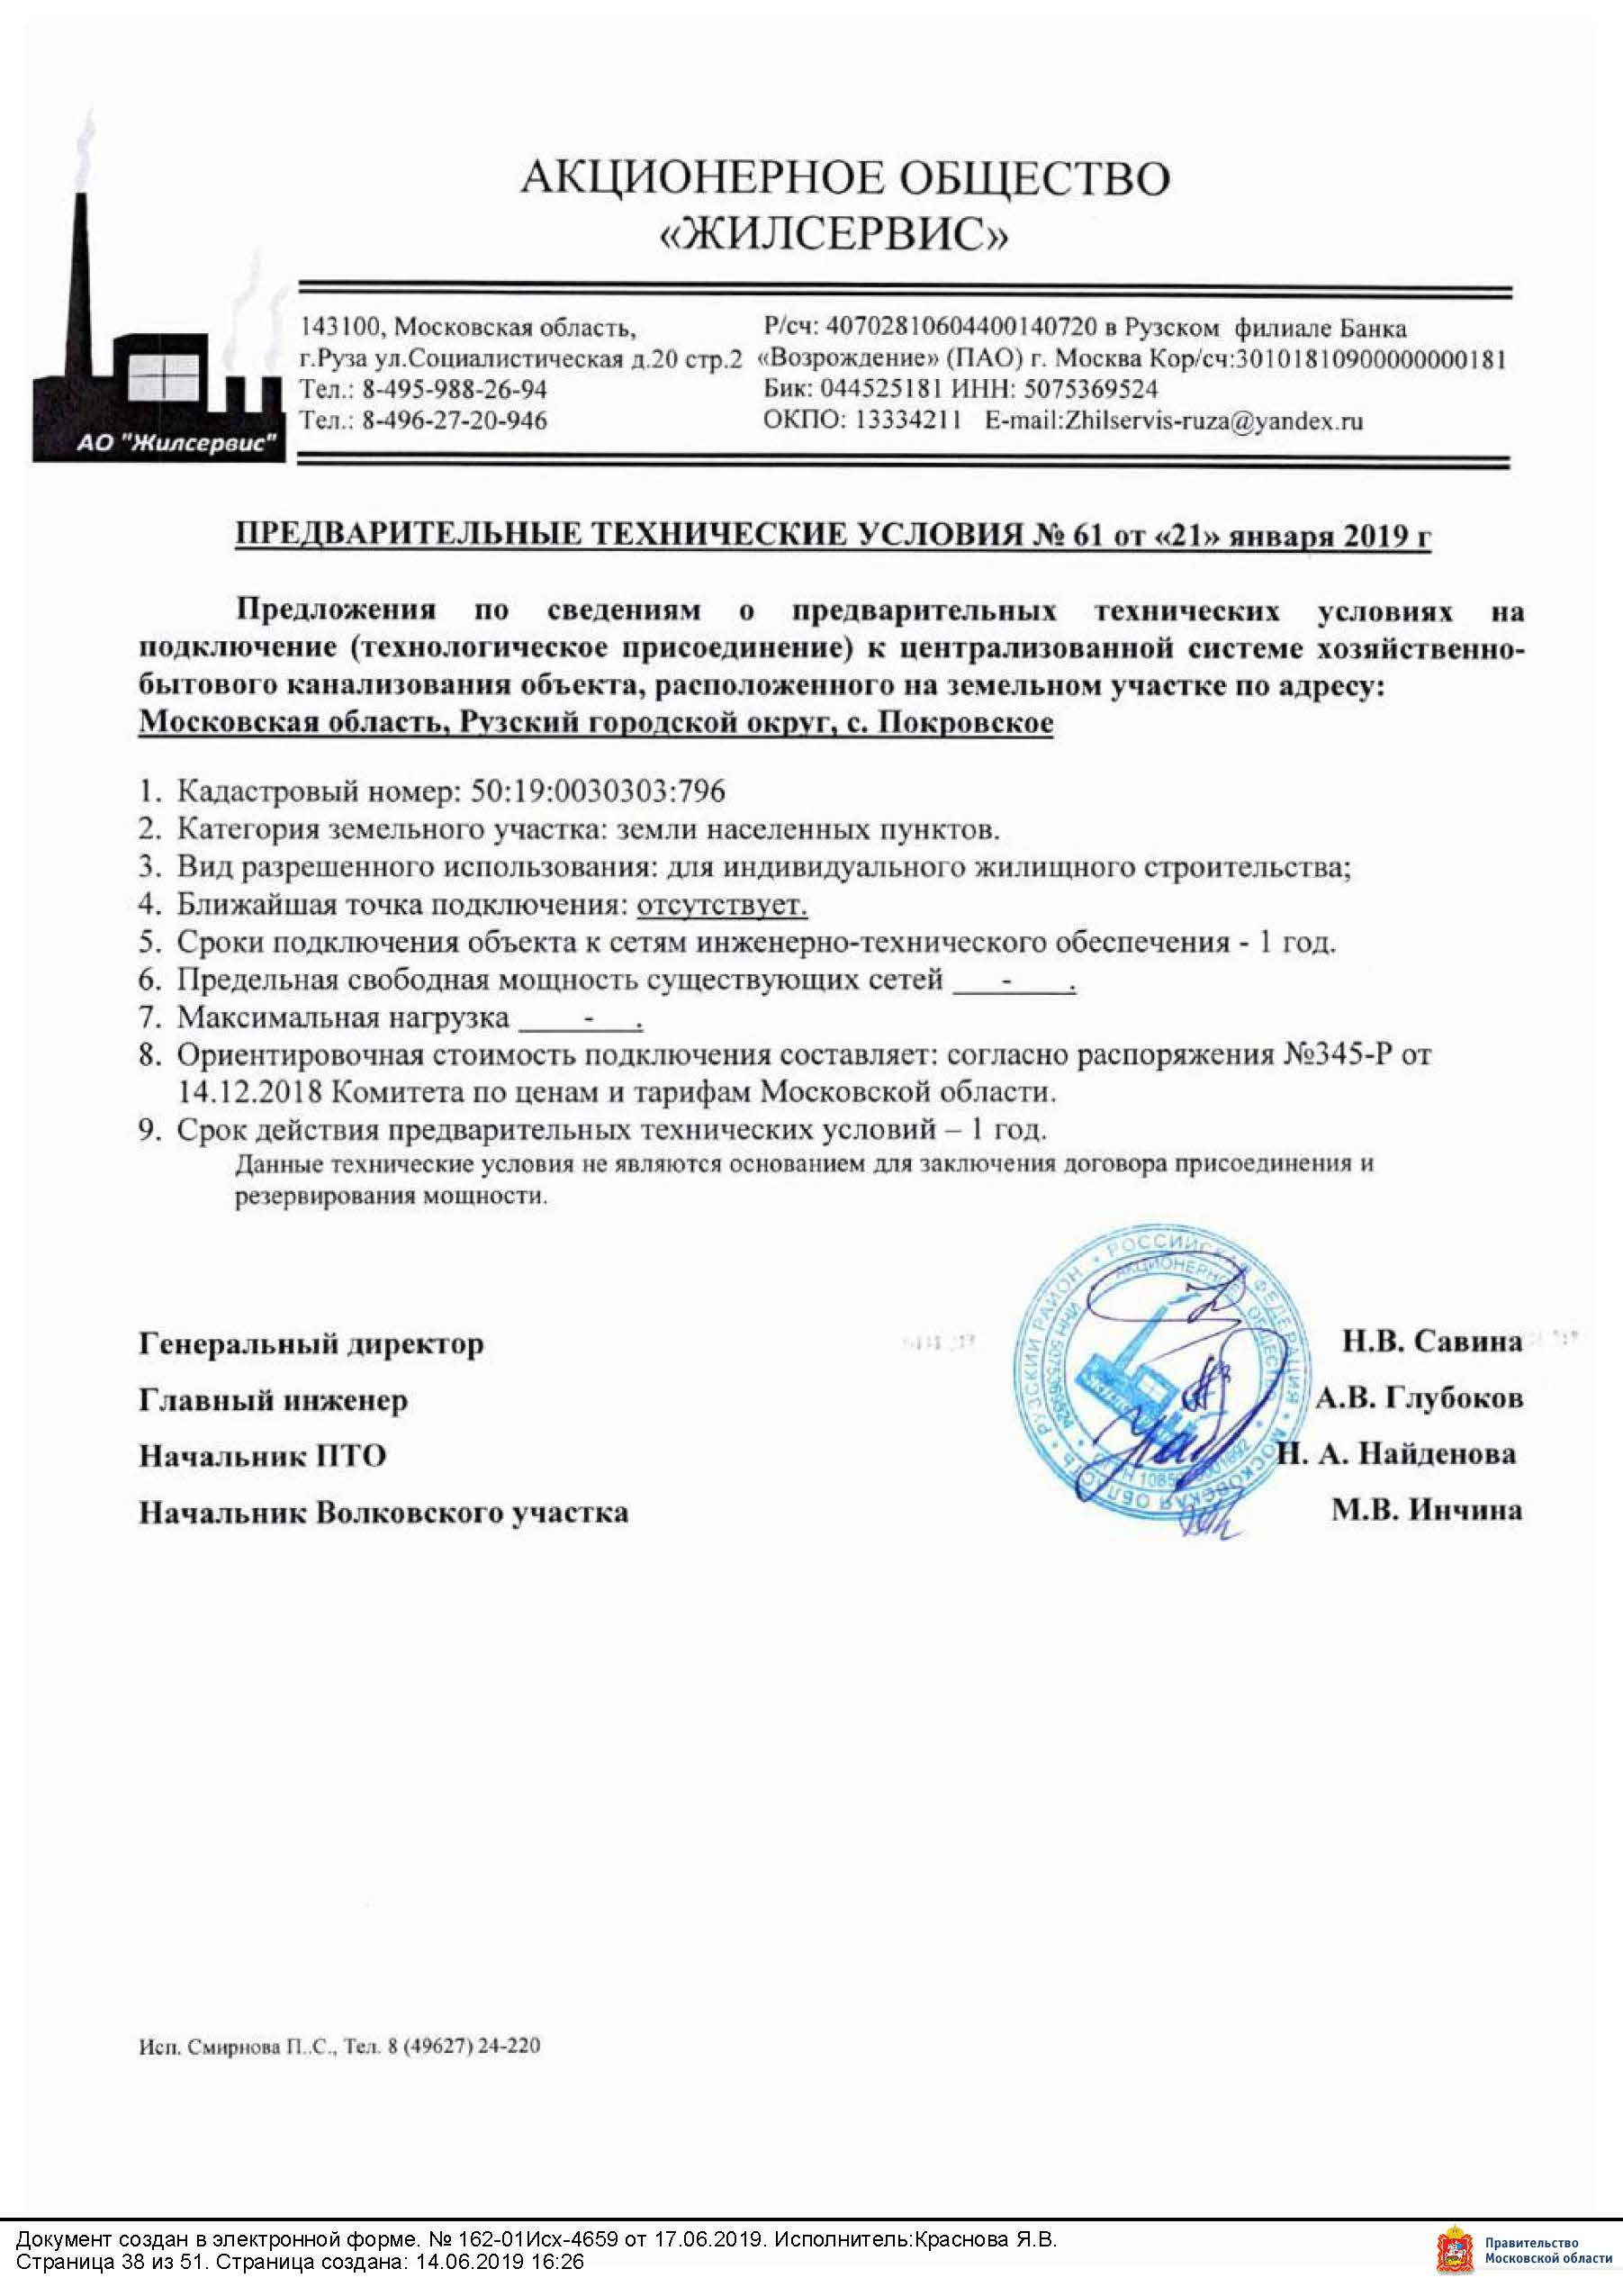 АКЦИОНЕРНОЕ ОБЩЕСТВО
«ЖИЛСЕРВИС»
АО "Жилсервис"
143100, Московская область,
г.Руза ул.Социалистическая д.20 стр.2
Тел.: 8-495-988-26-94
Тел.: 8-496-27-20-946
Р/сч: 40702810604400140720 в Рузском филиале Банка
«Возрождение» (ПАО) г. Москва Кор/сч:30101810900000000181
Бик: 044525181 ИНН: 5075369524
ОКПО: 13334211 E-mail:Zhilservis-ruza@yandex.ru
ПРЕДВАРИТЕЛЬНЫЕ ТЕХНИЧЕСКИЕ УСЛОВИЯ № 61 от «21» января 2019 г
Предложения по сведениям о предварительных технических условиях на
подключение (технологическое присоединение) к централизованной системе хозяйственно-
бытового канализования объекта, расположенного на земельном участке по адресу:
Московская область, Рузский городской округ, с. Покровское
1. Кадастровый номер: 50:19:0030303:796
2. Категория земельного участка: земли населенных пунктов.
3. Вид разрешенного использования: для индивидуального жилищного строительства;
4. Ближайшая точка подключения: отсутствует.
5. Сроки подключения объекта к сетям инженерно-технического обеспечения - 1 год.
6. Предельная свободная мощность существующих сетей ___-____.
7. Максимальная нагрузка ____-___.
8. Ориентировочная стоимость подключения составляет: согласно распоряжения №345-Р от
14.12.2018 Комитета по ценам и тарифам Московской области.
9. Срок действия предварительных технических условий – 1 год.
Данные технические условия не являются основанием для заключения договора присоединения и
резервирования мощности.
Генеральный директор Н.В. Савина
Главный инженер А.В. Глубоков
Начальник ПТО Н. А. Найденова
Начальник Волковского участка М.В. Инчина
РОССИЙСКАЯ ФЕДЕРАЦИЯ • МОСКОВСКАЯ ОБЛАСТЬ • РУЗСКИЙ РАЙОН
Исп. Смирнова П..С., Тел. 8 (49627) 24-220
Документ создан в электронной форме. № 162-01Исх-4659 от 17.06.2019. Исполнитель:Краснова Я.В.
Страница 38 из 51. Страница создана: 14.06.2019 16:26
Правительство
Московской области